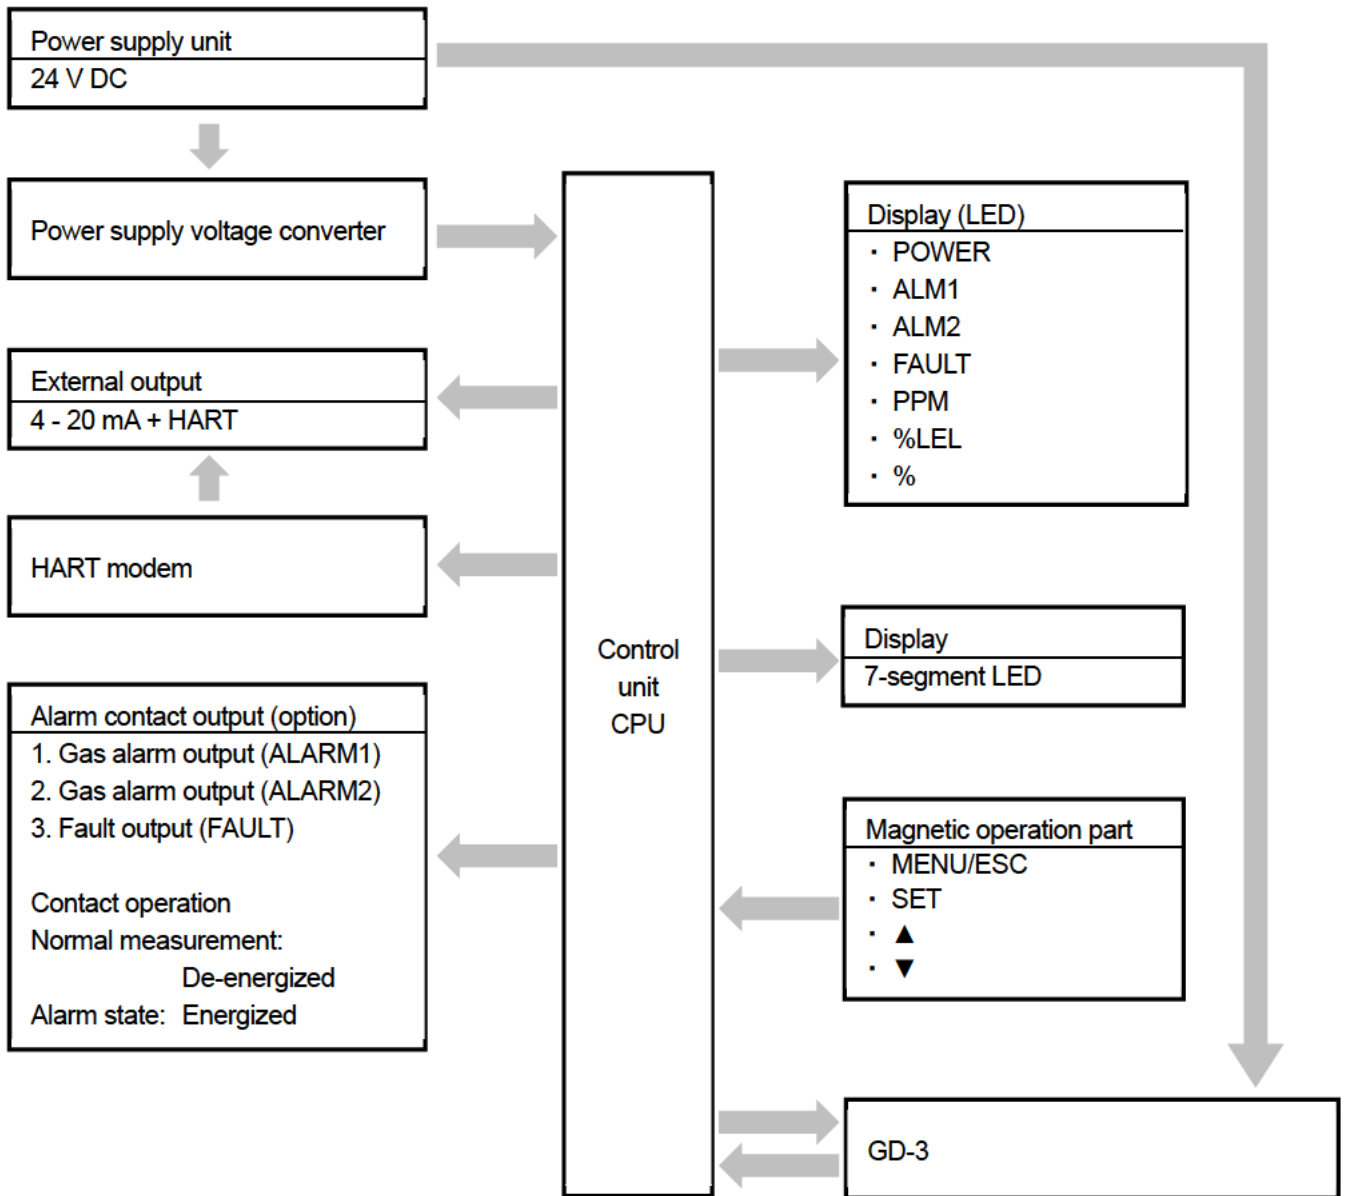 Power supply unit
24 V DC
Power supply voltage converter
External output
4 - 20 mA + HART
HART modem
Alarm contact output (option)
1. Gas alarm output (ALARM1)
2. Gas alarm output (ALARM2)
3. Fault output (FAULT)
Contact operation
Normal measurement:
De-energized
Alarm state: Energized
Control
unit
CPU
Display (LED)
・ POWER
・ ALM1
・ ALM2
・ FAULT
・ PPM
・ %LEL
・ %
Display
7-segment LED
Magnetic operation part
・ MENU/ESC
・ SET
・ ▲
・ ▼
GD-3